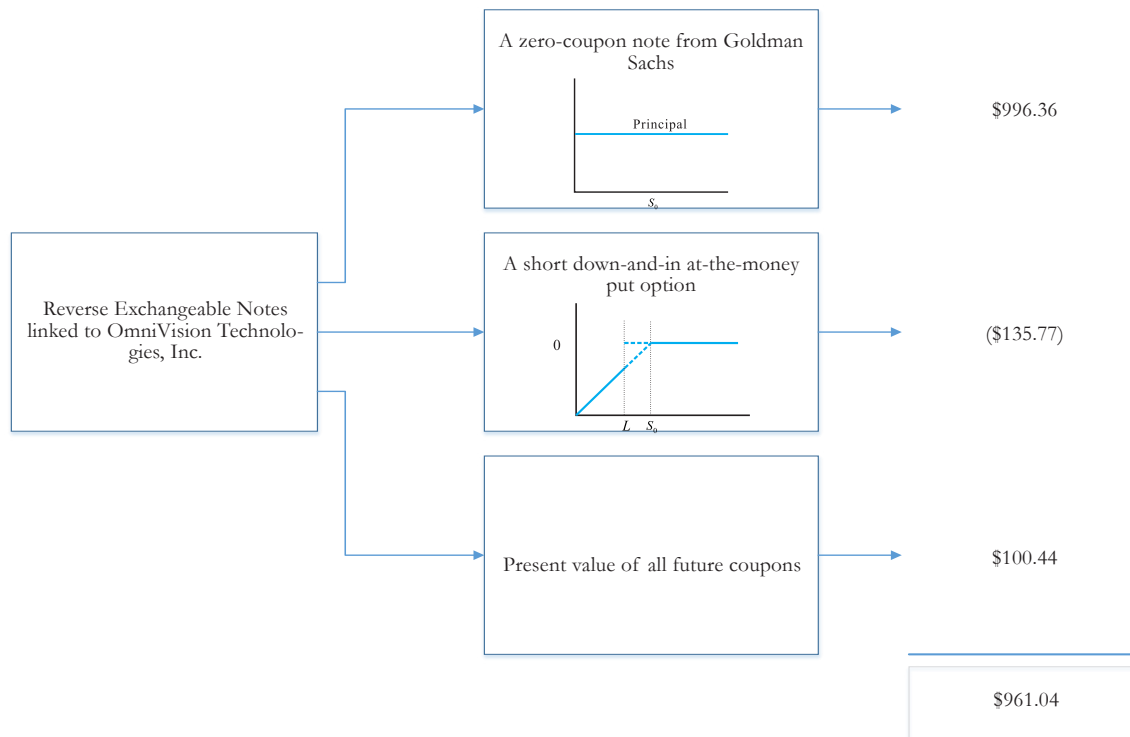 A zero-coupon note from Goldman
Sachs
Principal
S₀
$996.36
Reverse Exchangeable Notes
linked to OmniVision Technolo-
gies, Inc.
A short down-and-in at-the-money
put option
0
L S₀
($135.77)
Present value of all future coupons
$100.44
$961.04